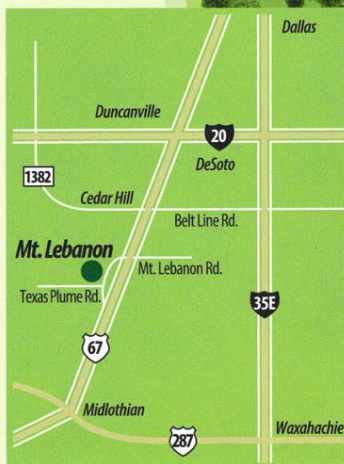 Dallas
Duncanville
20
DeSoto
1382
Cedar Hill
Belt Line Rd.
Mt. Lebanon
Mt. Lebanon Rd.
Texas Plume Rd.
35E
67
Midlothian
287
Waxahachie